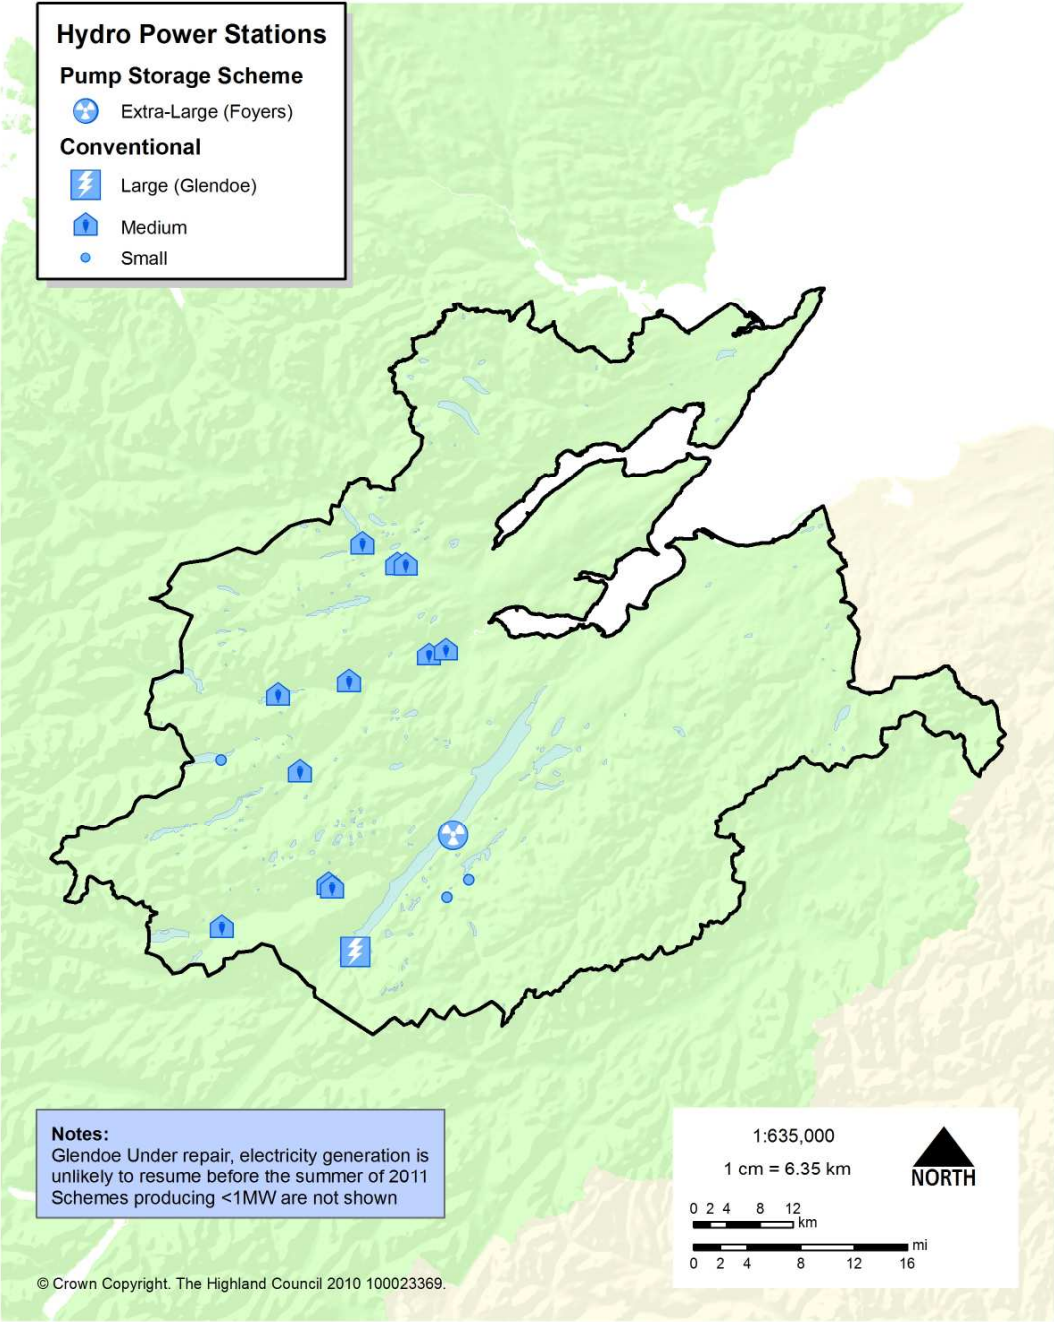 Hydro Power Stations
Pump Storage Scheme
Extra-Large (Foyers)
Conventional
Large (Glendoe)
Medium
Small
Notes:
Glendoe Under repair, electricity generation is
unlikely to resume before the summer of 2011
Schemes producing <1MW are not shown
1:635,000
1 cm = 6.35 km
NORTH
0 2 4 8 12
km
mi
0 2 4 8 12 16
© Crown Copyright. The Highland Council 2010 100023369.